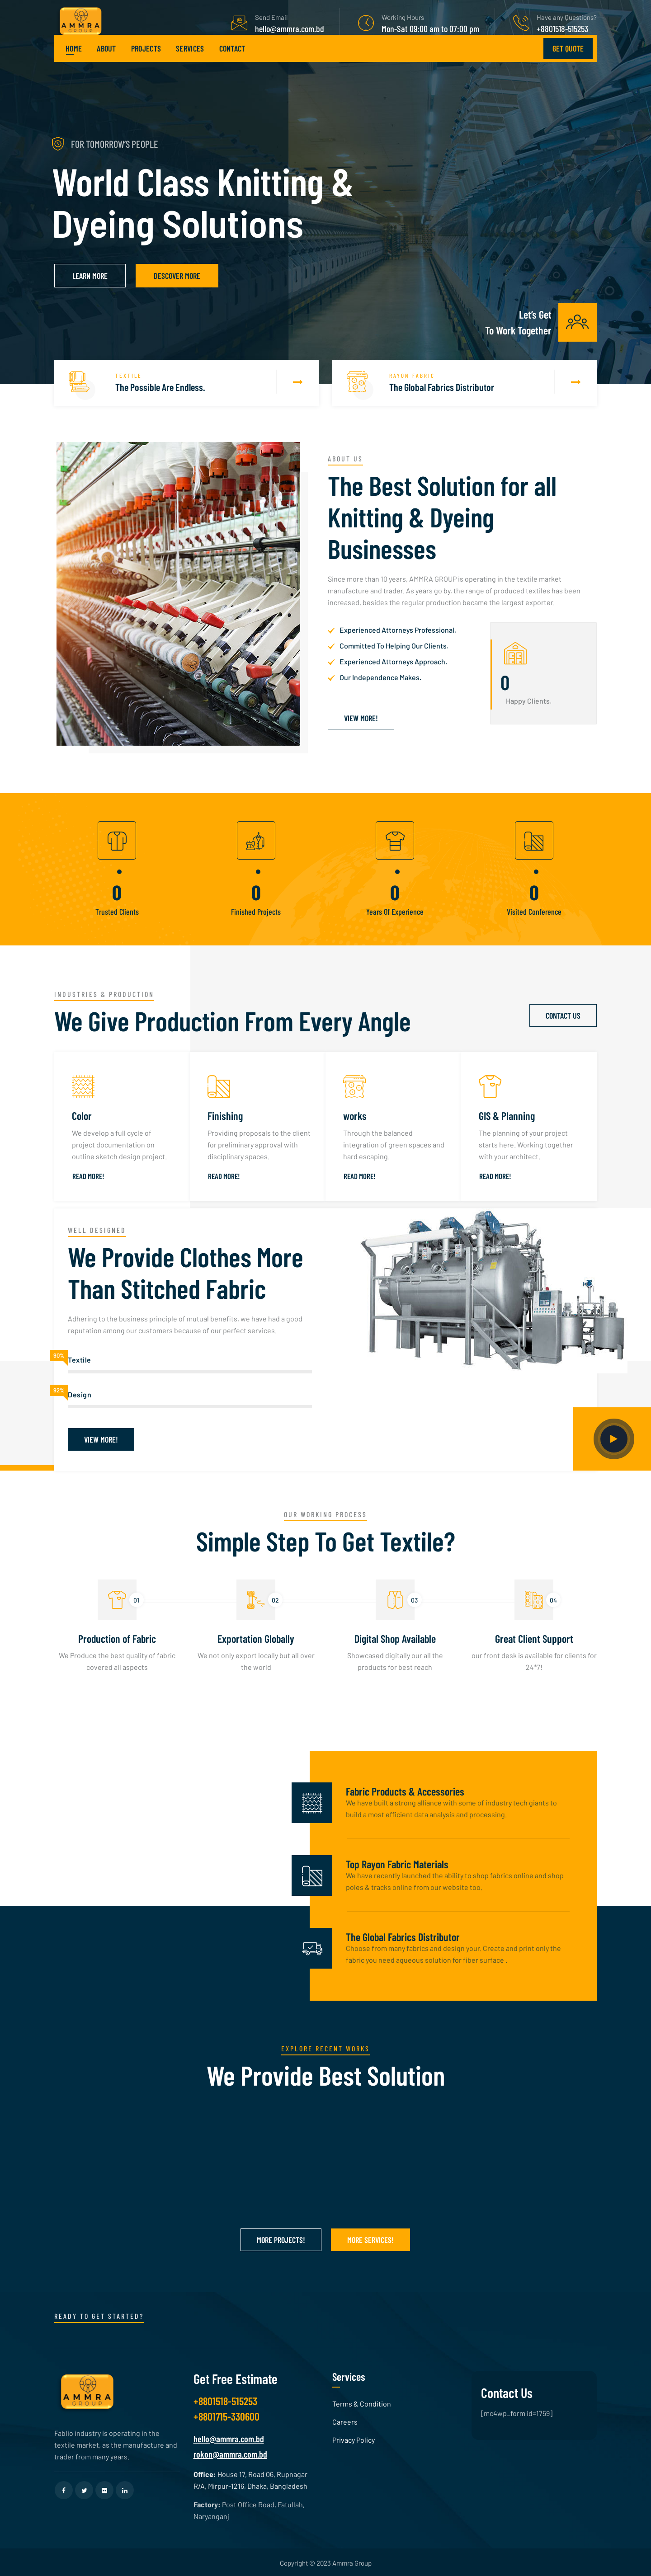 AMMRA
GROUP
Send Email
hello@ammra.com.bd
Working Hours
Mon-Sat 09:00 am to 07:00 pm
Have any Questions?
+8801518-515253
HOME
ABOUT
PROJECTS
SERVICES
CONTACT
GET QUOTE
FOR TOMORROW'S PEOPLE
World Class Knitting &
Dyeing Solutions
LEARN MORE
DESCOVER MORE
Let's Get
To Work Together
TEXTILE
The Possible Are Endless.
RAYON FABRIC
The Global Fabrics Distributor
ABOUT US
The Best Solution for all
Knitting & Dyeing
Businesses
Since more than 10 years, AMMRA GROUP is operating in the textile market
manufacture and trader. As years go by, the range of produced textiles has been
increased, besides the regular production became the largest exporter.
Experienced Attorneys Professional.
Committed To Helping Our Clients.
Experienced Attorneys Approach.
Our Independence Makes.
VIEW MORE!
0
Happy Clients.
0
Trusted Clients
0
Finished Projects
0
Years Of Experience
0
Visited Conference
INDUSTRIES & PRODUCTION
We Give Production From Every Angle
CONTACT US
Color
We develop a full cycle of
project documentation on
outline sketch design project.
READ MORE!
Finishing
Providing proposals to the client
for preliminary approval with
disciplinary spaces.
READ MORE!
works
Through the balanced
integration of green spaces and
hard escaping.
READ MORE!
GIS & Planning
The planning of your project
starts here. Working together
with your architect.
READ MORE!
WELL DESIGNED
We Provide Clothes More
Than Stitched Fabric
Adhering to the business principle of mutual benefits, we have had a good
reputation among our customers because of our perfect services.
90%
Textile
82%
Design
VIEW MORE!
OUR WORKING PROCESS
Simple Step To Get Textile?
01
Production of Fabric
We Produce the best quality of fabric
covered all aspects
02
Exportation Globally
We not only export locally but all over
the world
03
Digital Shop Available
Showcased digitally our all the
products for best reach
04
Great Client Support
our front desk is available for clients for
24*7!
Fabric Products & Accessories
We have built a strong alliance with some of industry tech giants to
build a most efficient data analysis and processing.
Top Rayon Fabric Materials
We have recently launched the ability to shop fabrics online and shop
poles & tracks online from our website too.
The Global Fabrics Distributor
Choose from many fabrics and design your. Create and print only the
fabric you need aqueous solution for fiber surface .
EXPLORE RECENT WORKS
We Provide Best Solution
MORE PROJECTS!
MORE SERVICES!
READY TO GET STARTED?
AMMRA
GROUP
Fablio industry is operating in the
textile market, as the manufacture and
trader from many years.
Get Free Estimate
+8801518-515253
+8801715-330600
hello@ammra.com.bd
rokon@ammra.com.bd
Office: House 17, Road 06, Rupnagar
R/A, Mirpur-1216, Dhaka, Bangladesh
Factory: Post Office Road, Fatullah,
Naryanganj
Services
Terms & Condition
Careers
Privacy Policy
Contact Us
[mc4wp_form id=1759]
Copyright © 2023 Ammra Group